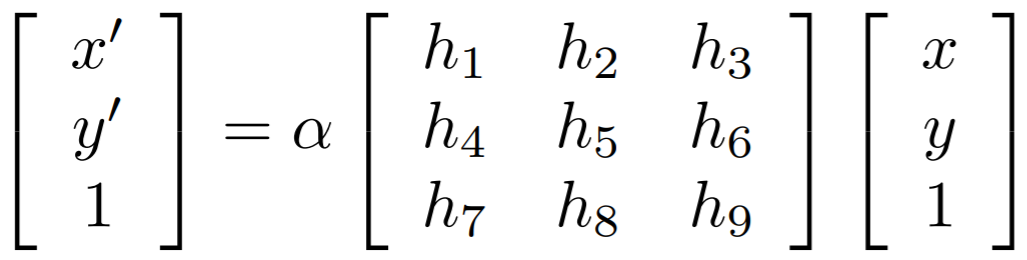 x′ h₁ h₂ h₃ x
y′ = α h₄ h₅ h₆ y
1 h₇ h₈ h₉ 1